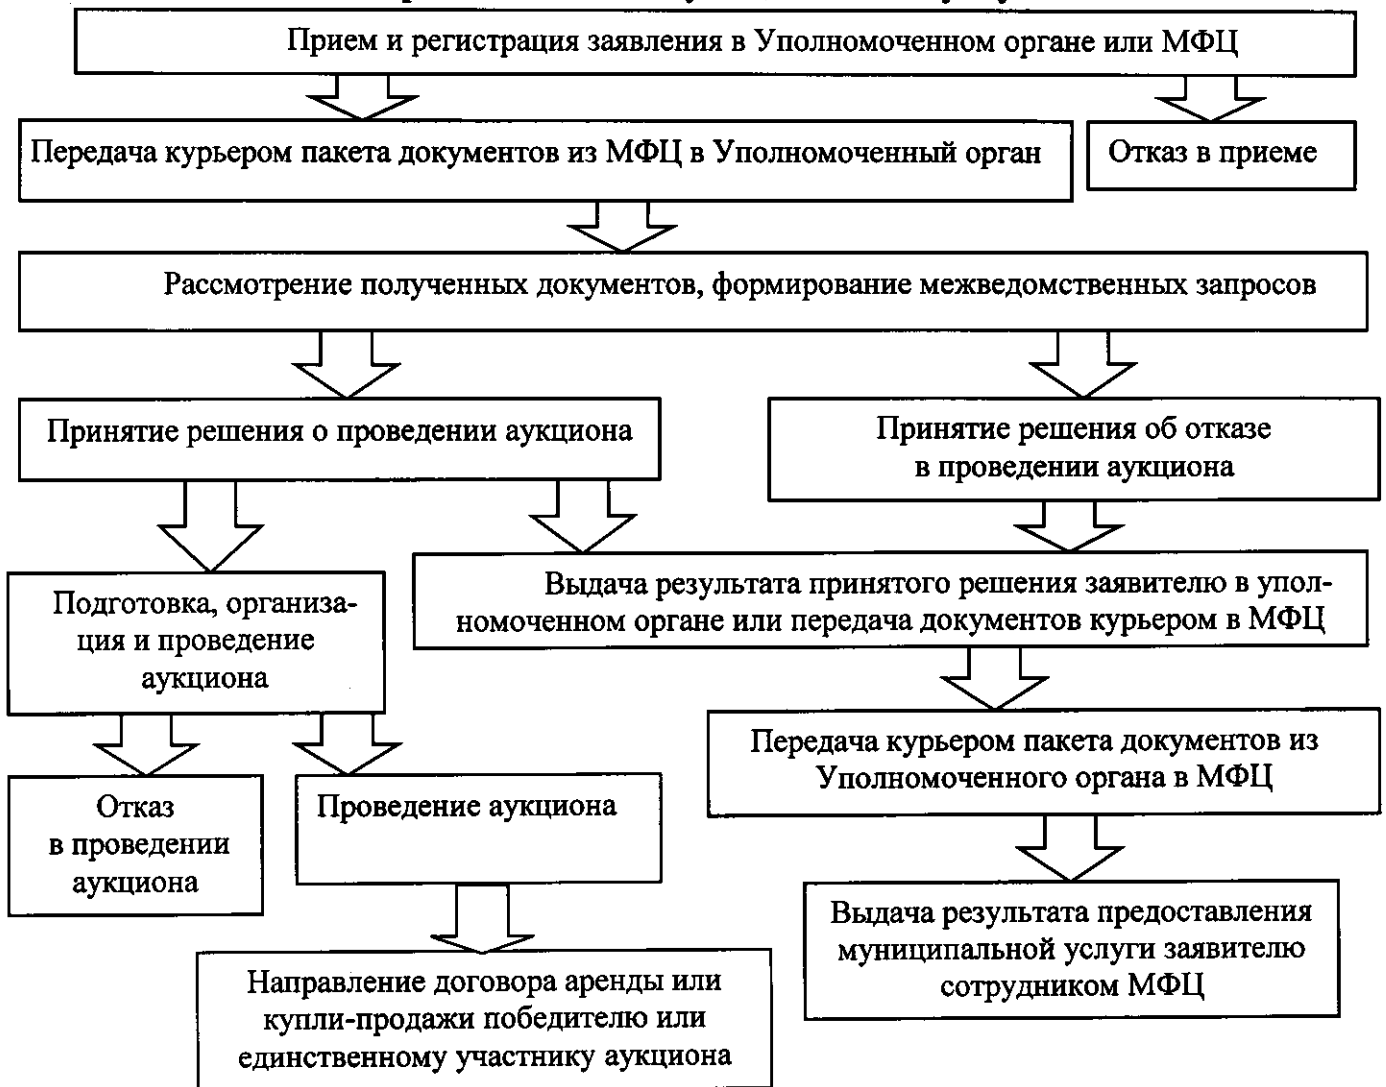 Прием и регистрация заявления в Уполномоченном органе или МФЦ
Передача курьером пакета документов из МФЦ в Уполномоченный орган
Отказ в приеме
Рассмотрение полученных документов, формирование межведомственных запросов
Принятие решения о проведении аукциона
Принятие решения об отказе
в проведении аукциона
Выдача результата принятого решения заявителю в упол-
номоченном органе или передача документов курьером в МФЦ
Подготовка, организа-
ция и проведение
аукциона
Передача курьером пакета документов из
Уполномоченного органа в МФЦ
Отказ
в проведении
аукциона
Проведение аукциона
Выдача результата предоставления
муниципальной услуги заявителю
сотрудником МФЦ
Направление договора аренды или
купли-продажи победителю или
единственному участнику аукциона